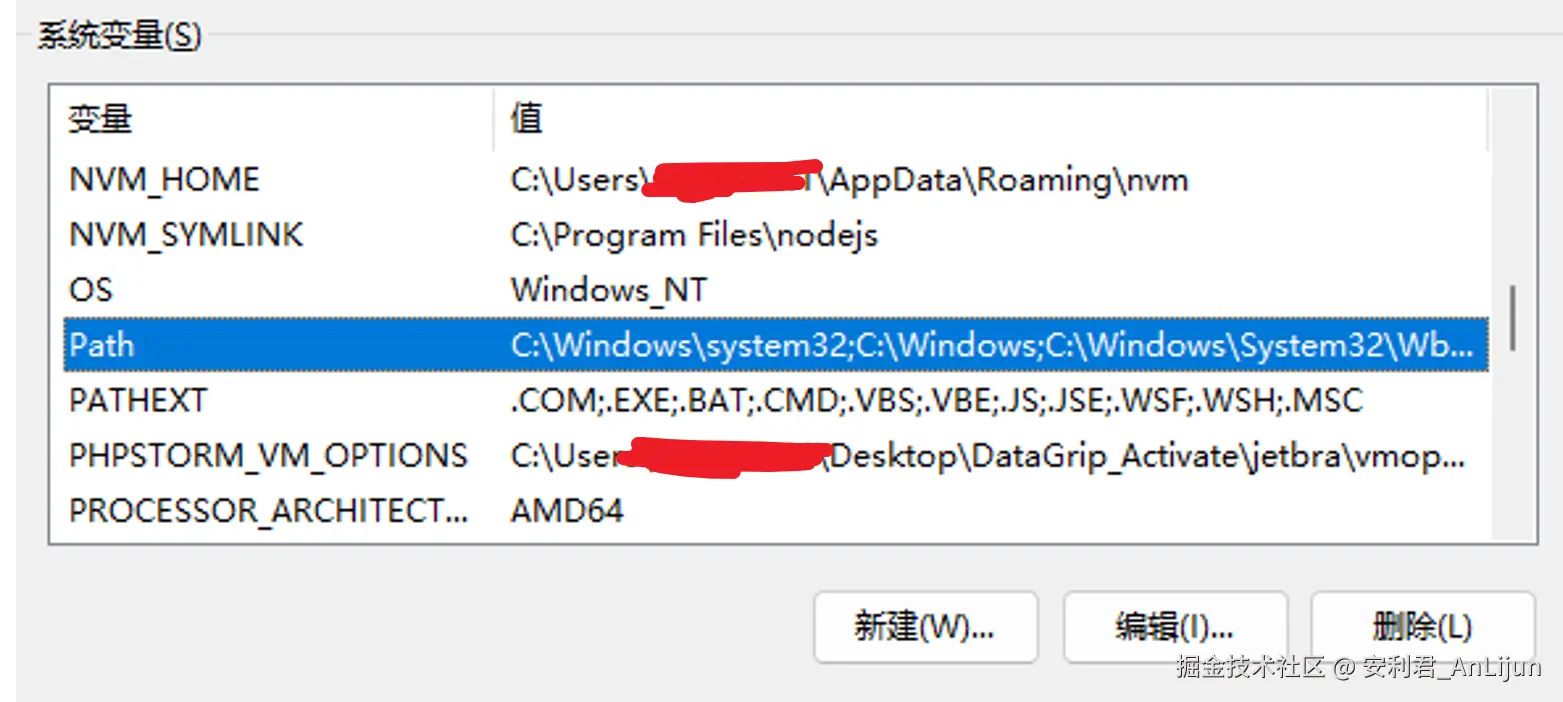 系统变量(S)
变量 值
NVM_HOME C:\Users\ \AppData\Roaming\nvm
NVM_SYMLINK C:\Program Files\nodejs
OS Windows_NT
Path C:\Windows\system32;C:\Windows;C:\Windows\System32\Wb...
PATHEXT .COM;.EXE;.BAT;.CMD;.VBS;.VBE;.JS;.JSE;.WSF;.WSH;.MSC
PHPSTORM_VM_OPTIONS C:\User \Desktop\DataGrip_Activate\jetbra\vmop...
PROCESSOR_ARCHITECT... AMD64
新建(W)... 编辑(I)... 删除(L)
掘金技术社区 @ 安利君_AnLijun